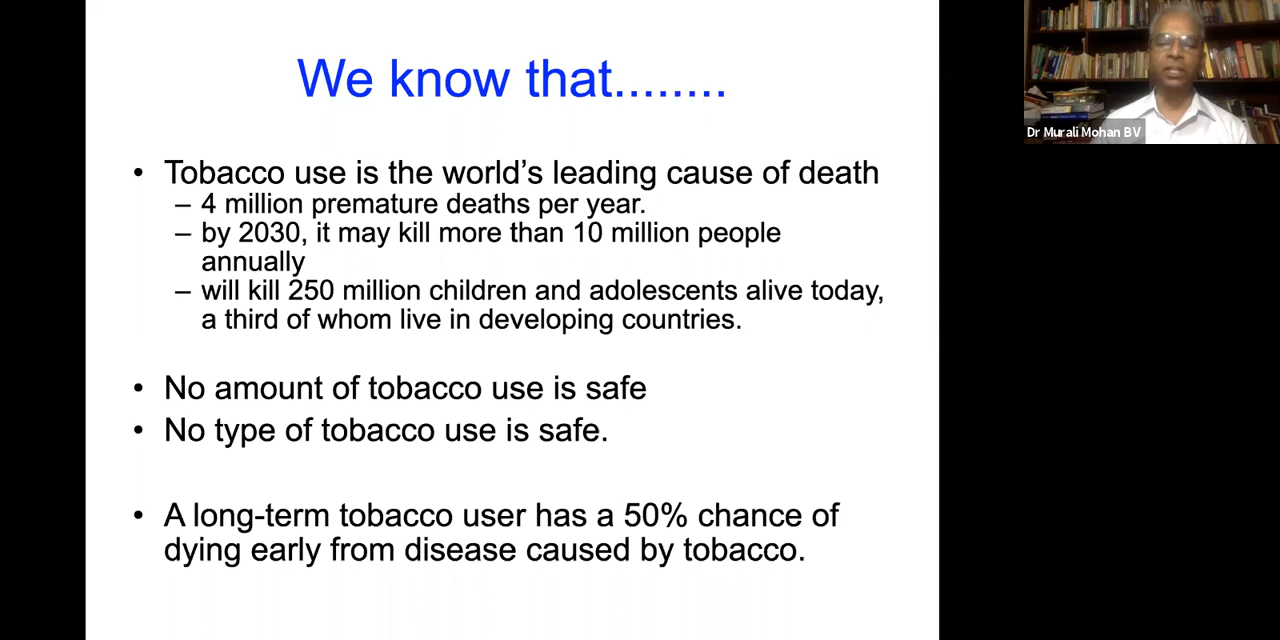 We know that........
• Tobacco use is the world's leading cause of death
– 4 million premature deaths per year.
– by 2030, it may kill more than 10 million people
annually
– will kill 250 million children and adolescents alive today,
a third of whom live in developing countries.
• No amount of tobacco use is safe
• No type of tobacco use is safe.
• A long-term tobacco user has a 50% chance of
dying early from disease caused by tobacco.
Dr Murali Mohan BV